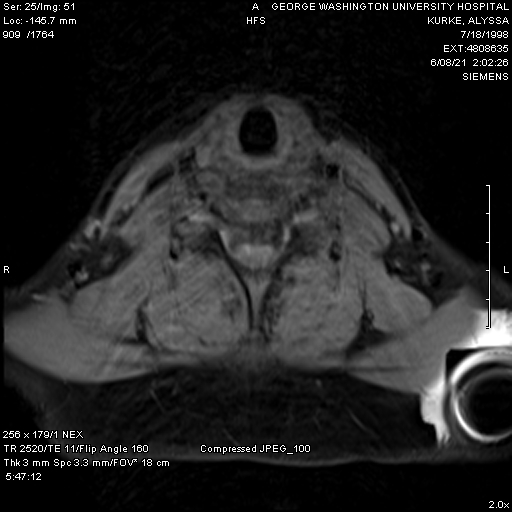 Ser: 25/Img: 51
Loc: -145.7 mm
909 /1764
A
HFS
GEORGE WASHINGTON UNIVERSITY HOSPITAL
KURKE, ALYSSA
7/18/1998
EXT:4808635
6/08/21 2:02:26
SIEMENS
R
L
256 x 179/1 NEX
TR 2520/TE 11/Flip Angle 160
Thk 3 mm Spc 3.3 mm/FOV* 18 cm
5:47:12
Compressed JPEG_100
2.0x